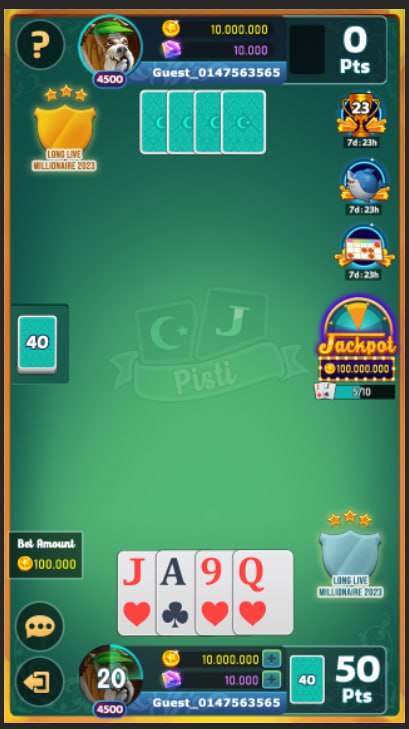 ?
10.000.000
10.000
4500
Guest_0147563565
0
Pts
LONG LIVE
MILLIONAIRE 2023
23
7d:23h
7d:23h
7d:23h
40
J
Pisti
Jackpot
100.000.000
5/10
Bet Amount
100.000
J A 9 Q
LONG LIVE
MILLIONAIRE 2023
20
10.000.000
10.000
4500
Guest_0147563565
40
50
Pts